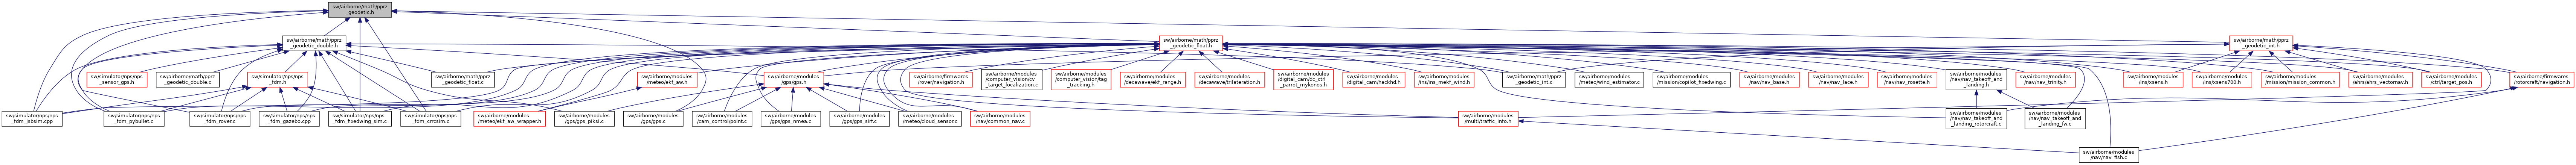 sw/airborne/math/pprz
_geodetic.h
sw/airborne/math/pprz
_geodetic_double.h
sw/airborne/math/pprz
_geodetic_float.h
sw/airborne/math/pprz
_geodetic_int.h
sw/simulator/nps/nps
_sensor_gps.h
sw/airborne/math/pprz
_geodetic_double.c
sw/simulator/nps/nps
_fdm.h
sw/airborne/math/pprz
_geodetic_float.c
sw/airborne/modules
/meteo/ekf_aw.h
sw/airborne/modules
/gps/gps.h
sw/airborne/firmwares
/rover/navigation.h
sw/airborne/modules
/computer_vision/cv
_target_localization.c
sw/airborne/modules
/computer_vision/tag
_tracking.h
sw/airborne/modules
/decawave/ekf_range.h
sw/airborne/modules
/decawave/trilateration.h
sw/airborne/modules
/digital_cam/dc_ctrl
_parrot_mykonos.h
sw/airborne/modules
/digital_cam/hackhd.h
sw/airborne/modules
/ins/ins_mekf_wind.h
sw/airborne/math/pprz
_geodetic_int.c
sw/airborne/modules
/meteo/wind_estimator.c
sw/airborne/modules
/mission/copilot_fixedwing.c
sw/airborne/modules
/nav/nav_base.h
sw/airborne/modules
/nav/nav_lace.h
sw/airborne/modules
/nav/nav_rosette.h
sw/airborne/modules
/nav/nav_takeoff_and
_landing.h
sw/airborne/modules
/nav/nav_trinity.h
sw/airborne/modules
/ins/xsens.h
sw/airborne/modules
/ins/xsens700.h
sw/airborne/modules
/mission/mission_common.h
sw/airborne/modules
/ahrs/ahrs_vectornav.h
sw/airborne/modules
/ctrl/target_pos.h
sw/airborne/firmwares
/rotorcraft/navigation.h
sw/simulator/nps/nps
_fdm_jsbsim.cpp
sw/simulator/nps/nps
_fdm_pybullet.c
sw/simulator/nps/nps
_fdm_rover.c
sw/simulator/nps/nps
_fdm_gazebo.cpp
sw/simulator/nps/nps
_fdm_fixedwing_sim.c
sw/simulator/nps/nps
_fdm_crrcsim.c
sw/airborne/modules
/meteo/ekf_aw_wrapper.h
sw/airborne/modules
/gps/gps_piksi.c
sw/airborne/modules
/gps/gps.c
sw/airborne/modules
/cam_control/point.c
sw/airborne/modules
/gps/gps_nmea.c
sw/airborne/modules
/gps/gps_sirf.c
sw/airborne/modules
/meteo/cloud_sensor.c
sw/airborne/modules
/nav/common_nav.c
sw/airborne/modules
/multi/traffic_info.h
sw/airborne/modules
/nav/nav_takeoff_and
_landing_rotorcraft.c
sw/airborne/modules
/nav/nav_takeoff_and
_landing_fw.c
sw/airborne/modules
/nav/nav_fish.c